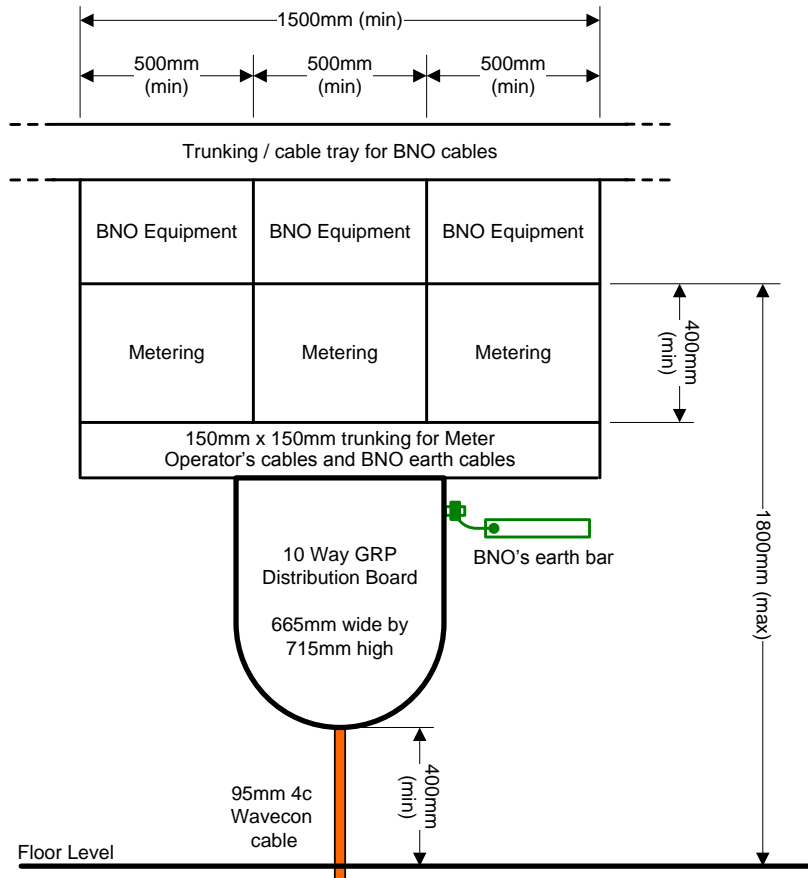 1500mm (min)
500mm
(min)
500mm
(min)
500mm
(min)
Trunking / cable tray for BNO cables
BNO Equipment
BNO Equipment
BNO Equipment
Metering
Metering
Metering
400mm
(min)
150mm x 150mm trunking for Meter
Operator's cables and BNO earth cables
10 Way GRP
Distribution Board
665mm wide by
715mm high
BNO's earth bar
1800mm (max)
95mm 4c
Wavecon
cable
400mm
(min)
Floor Level